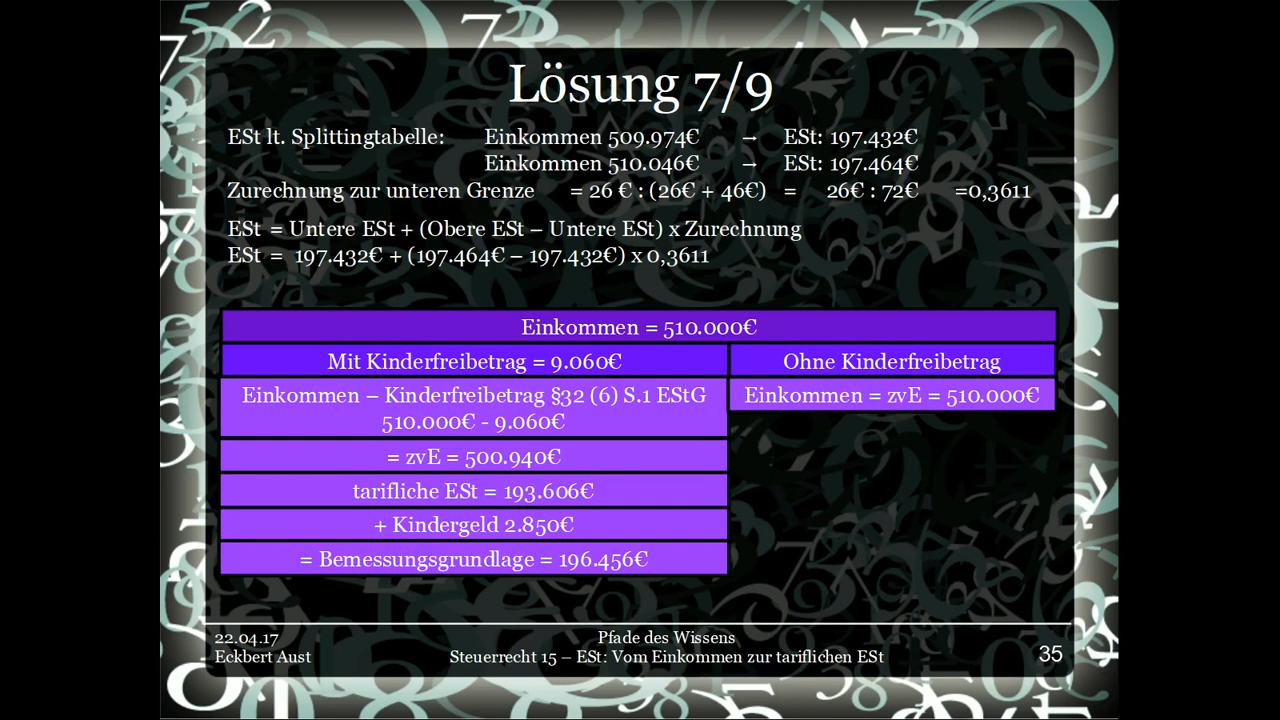 Lösung 7/9
ESt lt. Splittingtabelle: Einkommen 509.974€ → ESt: 197.432€
Einkommen 510.046€ → ESt: 197.464€
Zurechnung zur unteren Grenze = 26 € : (26€ + 46€) = 26€ : 72€ =0,3611
ESt = Untere ESt + (Obere ESt – Untere ESt) x Zurechnung
ESt = 197.432€ + (197.464€ – 197.432€) x 0,3611
Einkommen = 510.000€
Mit Kinderfreibetrag = 9.060€ Ohne Kinderfreibetrag
Einkommen – Kinderfreibetrag §32 (6) S.1 EStG Einkommen = zvE = 510.000€
510.000€ - 9.060€
= zvE = 500.940€
tarifliche ESt = 193.606€
+ Kindergeld 2.850€
= Bemessungsgrundlage = 196.456€
22.04.17 Pfade des Wissens
Eckbert Aust Steuerrecht 15 – ESt: Vom Einkommen zur tariflichen ESt 35